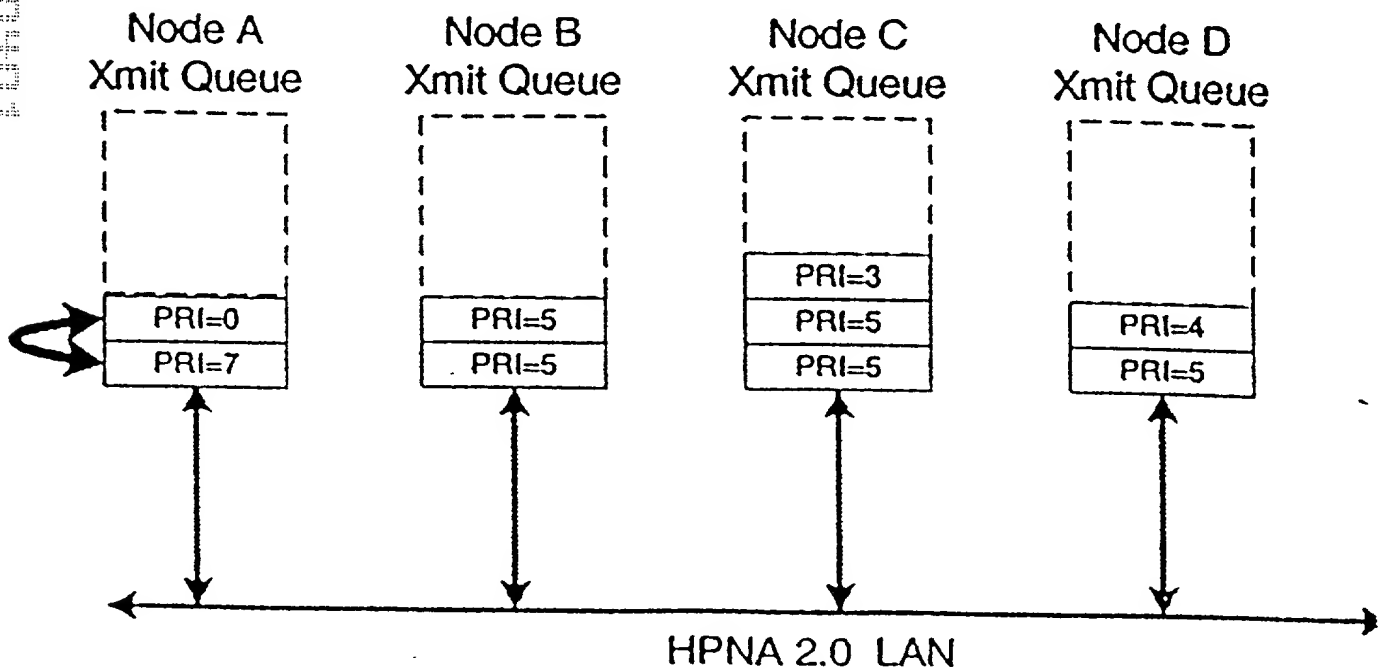 Node A
Xmit Queue
Node B
Xmit Queue
Node C
Xmit Queue
Node D
Xmit Queue
PRI=0
PRI=7
PRI=5
PRI=5
PRI=3
PRI=5
PRI=5
PRI=4
PRI=5
HPNA 2.0 LAN